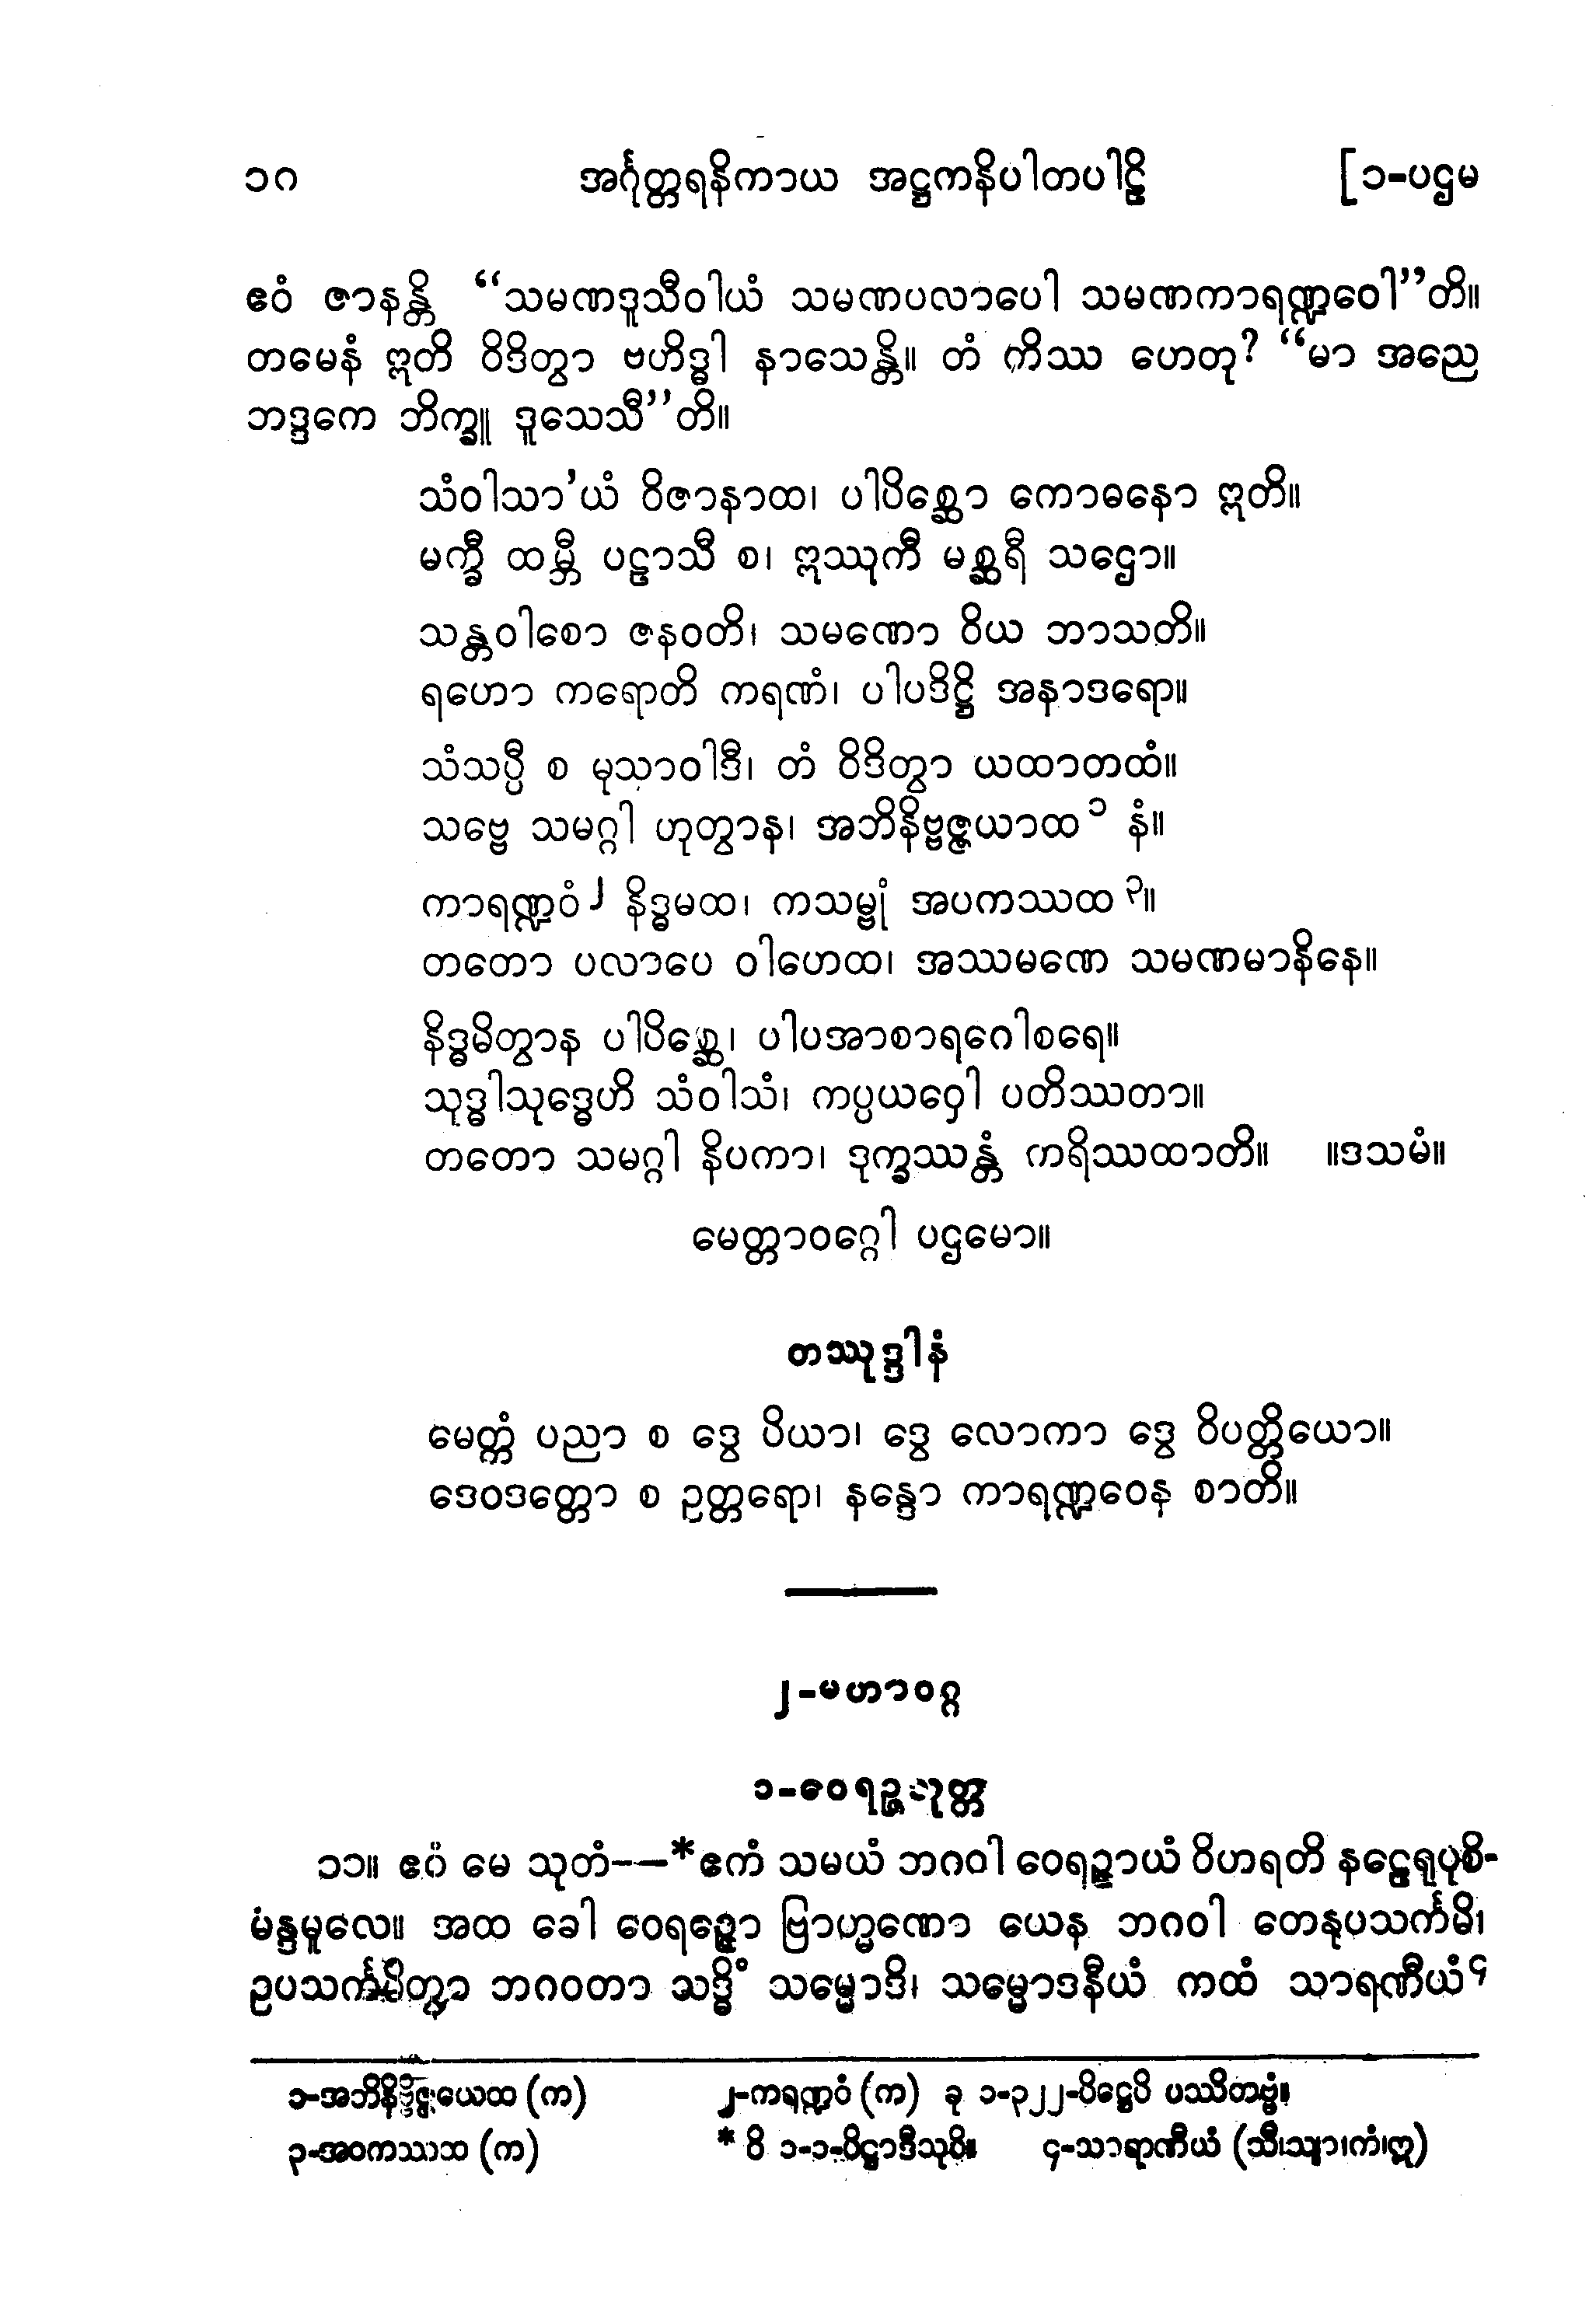 ၁၈ အင်္ဂုတ္တရနိကာယ အဋ္ဌကနိပါတပါဠိ [၁-ပဌမ
ဧဝံ ဇာနန္တိ “သမဏဒူသီဝါယံ သမဏပလာပေါ သမဏကာရဏ္ဍဝေါ”တိ။
တမေနံ ဣတိ ဝိဒိတွာ ဗဟိဒ္ဓါ နာသေန္တိ။ တံ ကိဿ ဟေတု? “မာ အညေ
ဘဒ္ဒကေ ဘိက္ခူ ဒူသေသီ”တိ။
သံဝါသာ’ယံ ဝိဇာနာထ၊ ပါပိစ္ဆော ကောဓနော ဣတိ။
မက္ခီ ထမ္ဘီ ပဠာသီ စ၊ ဣဿုကီ မစ္ဆရီ သဌော။
သန္တဝါစော ဇနဝတိ၊ သမဏော ဝိယ ဘာသတိ။
ရဟော ကရောတိ ကရဏံ၊ ပါပဒိဋ္ဌိ အနာဒရော။
သံသပ္ပီ စ မုသာဝါဒီ၊ တံ ဝိဒိတွာ ယထာတထံ။
သဗ္ဗေ သမဂ္ဂါ ဟုတွာန၊ အဘိနိဗ္ဗဇ္ဇယာထ ၁ နံ။
ကာရဏ္ဍဝံ ၂ နိဒ္ဓမထ၊ ကသမ္ဗုံ အပကဿထ ၃။
တတော ပလာပေ ဝါဟေထ၊ အဿမဏေ သမဏမာနိနေ။
နိဒ္ဓမိတွာန ပါပိစ္ဆေ၊ ပါပအာစာရဂေါစရေ။
သုဒ္ဓါသုဒ္ဓေဟိ သံဝါသံ၊ ကပ္ပယဝှေါ ပတိဿတာ။
တတော သမဂ္ဂါ နိပကာ၊ ဒုက္ခဿန္တံ ကရိဿထာတိ။ ။ဒသမံ။
မေတ္တာဝဂ္ဂေါ ပဌမော။
တဿုဒ္ဒါနံ
မေတ္တံ ပညာ စ ဒွေ ပိယာ၊ ဒွေ လောကာ ဒွေ ဝိပတ္တိယော။
ဒေဝဒတ္တော စ ဥတ္တရော၊ နန္ဒော ကာရဏ္ဍဝေန စာတိ။
၂-မဟာဝဂ္ဂ
၁-ဝေရဉ္ဇသုတ္တ
၁၁။ ဧဝံ မေ သုတံ--*ဧကံ သမယံ ဘဂဝါ ဝေရဉ္ဇာယံ ဝိဟရတိ နဠေရုပုစိ-
မန္ဒမူလေ။ အထ ခေါ ဝေရဉ္ဇော ဗြာဟ္မဏော ယေန ဘဂဝါ တေနုပသင်္ကမိ၊
ဥပသင်္ကမိတွာ ဘဂဝတာ သဒ္ဓိံ သမ္မောဒိ၊ သမ္မောဒနီယံ ကထံ သာရဏီယံ ၄
၁-အဘိနိဗ္ဗိဇ္ဇယေထ (က) ၂-ကရဏ္ဍဝံ (က) ခု ၁-၃၂၂-ပိဋ္ဌေပိ ပဿိတဗ္ဗံ။
၃-အဝကဿထ (က) * ဝိ ၁-၁-ပိဋ္ဌာဒီသုပိ။ ၄-သာရာဏီယံ (သီ၊သျာ၊ကံ၊ဣ)